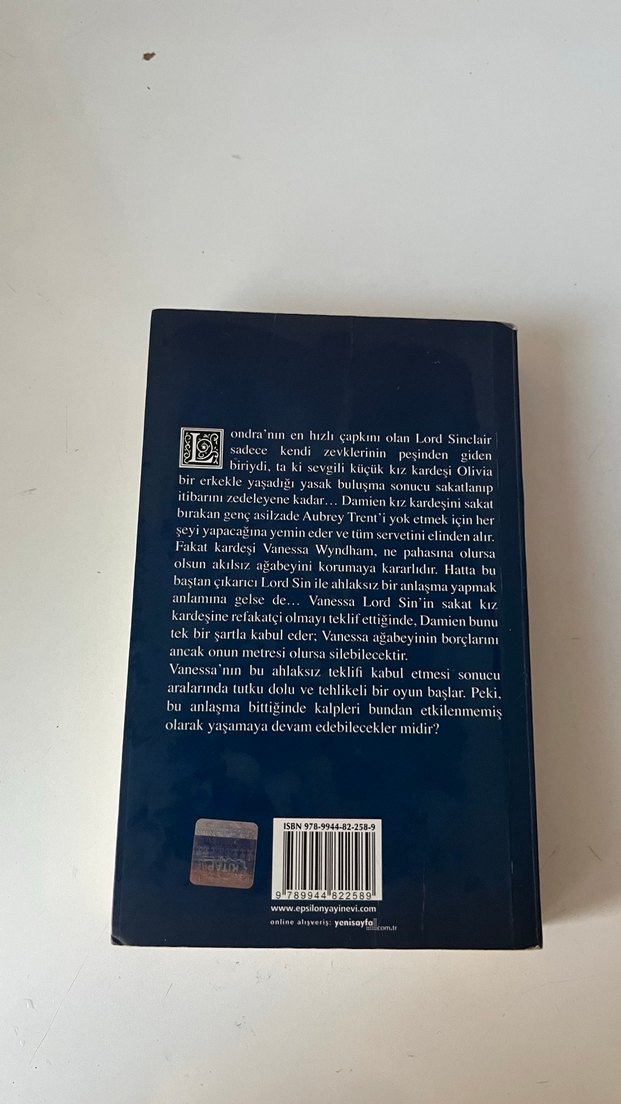 Londra'nın en hızlı çapkını olan Lord Sinclair
sadece kendi zevklerinin peşinden giden
biriydi, ta ki sevgili küçük kız kardeşi Olivia
bir erkekle yaşadığı yasak buluşma sonucu sakatlanıp
itibarını zedeleyene kadar... Damien kız kardeşini sakat
bırakan genç asilzade Aubrey Trent'i yok etmek için her
şeyi yapacağına yemin eder ve tüm servetini elinden alır.
Fakat kardeşi Vanessa Wyndham, ne pahasına olursa
olsun akılsız ağabeyini korumaya kararlıdır. Hatta bu
baştan çıkarıcı Lord Sin ile ahlaksız bir anlaşma yapmak
anlamına gelse de... Vanessa Lord Sin'in sakat kız
kardeşine refakatçi olmayı teklif ettiğinde, Damien bunu
tek bir şartla kabul eder; Vanessa ağabeyinin borçlarını
ancak onun metresi olursa silebilecektir.
Vanessa'nın bu ahlaksız teklifi kabul etmesi sonucu
aralarında tutku dolu ve tehlikeli bir oyun başlar. Peki,
bu anlaşma bittiğinde kalpleri bundan etkilenmemiş
olarak yaşamaya devam edebilecekler midir?
ISBN 978-9944-82-258-9
9 789944 822589
www.epsilonyayinevi.com
online alışveriş: yenisayfa.com.tr